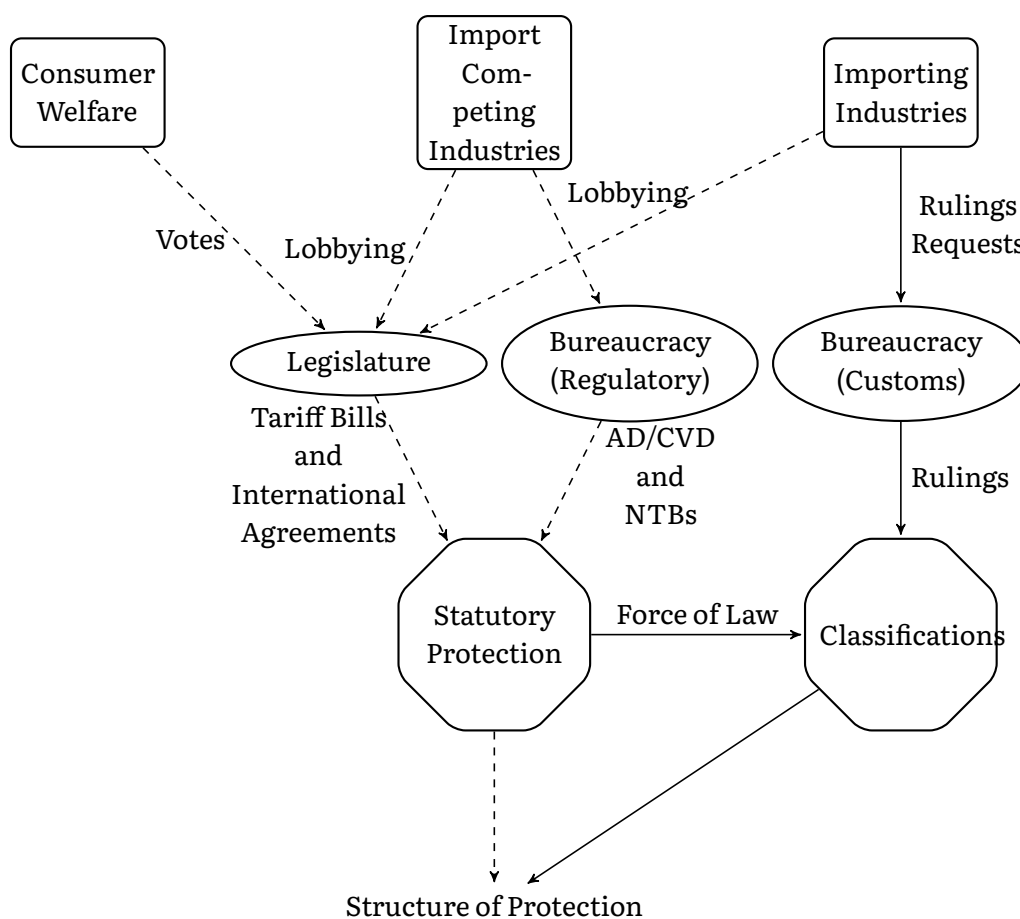 Consumer
Welfare
Import
Com-
peting
Industries
Importing
Industries
Votes
Lobbying
Lobbying
Rulings
Requests
Legislature
Bureaucracy
(Regulatory)
Bureaucracy
(Customs)
Tariff Bills
and
International
Agreements
AD/CVD
and
NTBs
Rulings
Statutory
Protection
Force of Law
Classifications
Structure of Protection